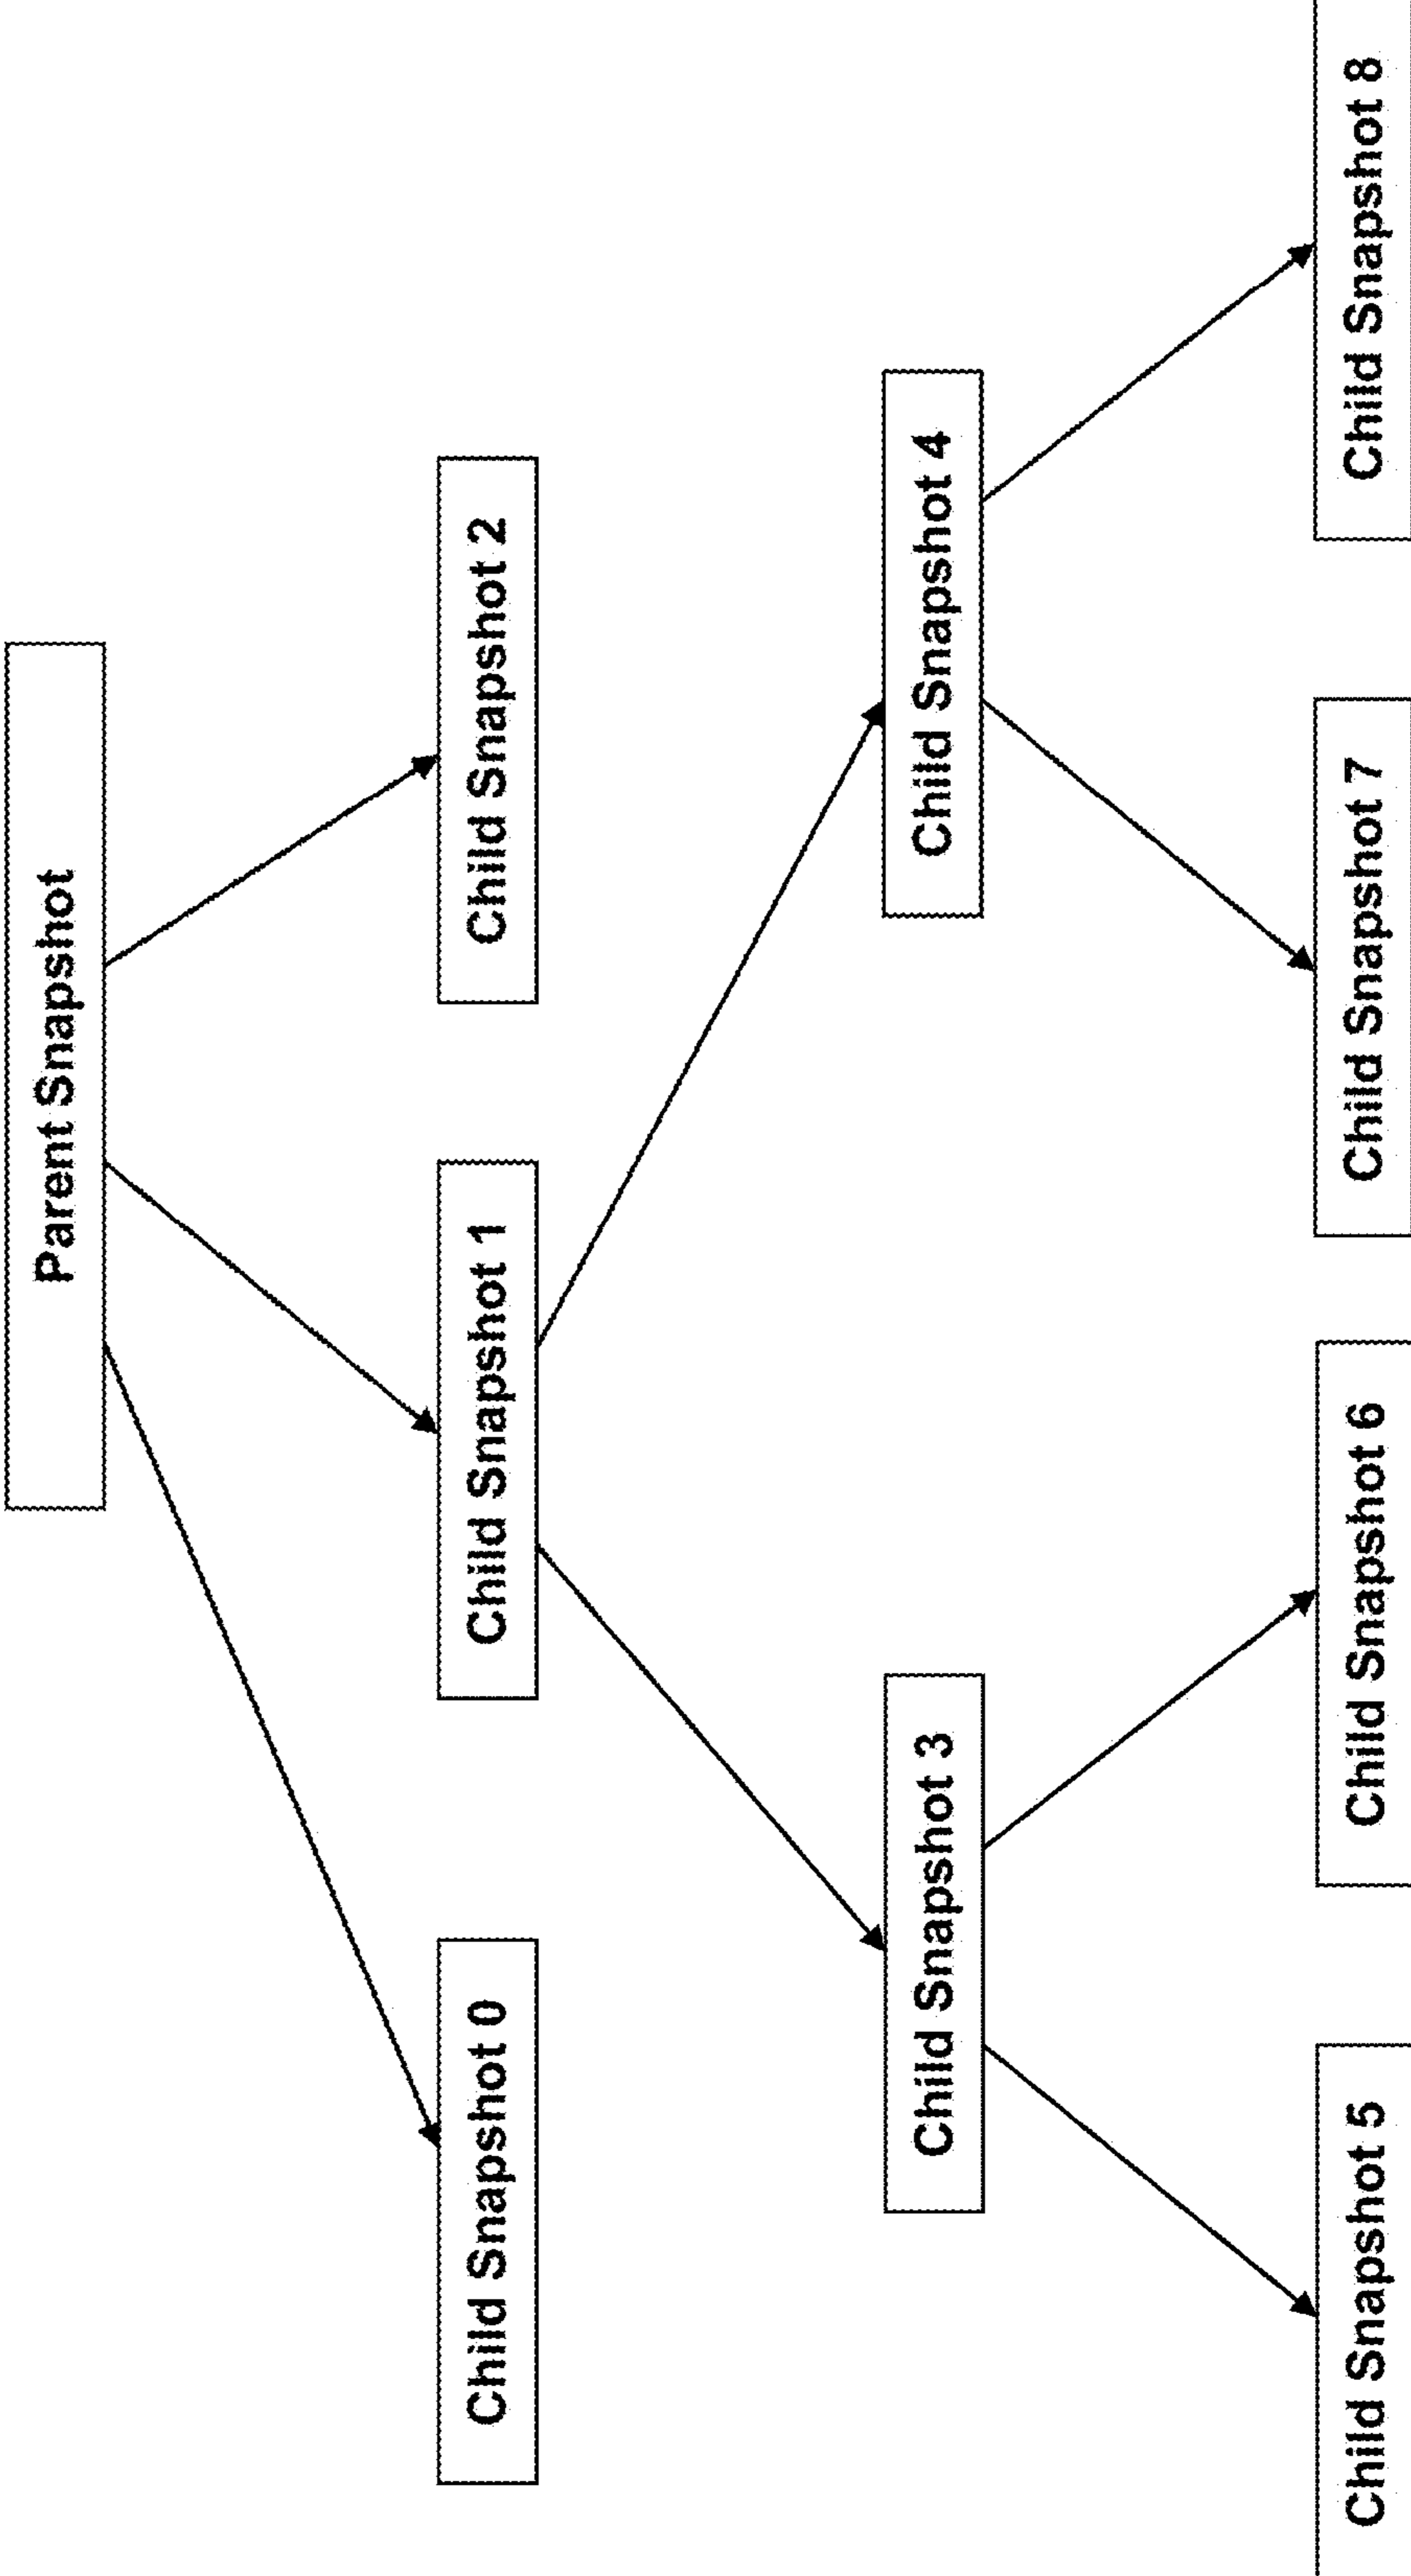 Parent Snapshot
Child Snapshot 0
Child Snapshot 1
Child Snapshot 2
Child Snapshot 3
Child Snapshot 4
Child Snapshot 5
Child Snapshot 6
Child Snapshot 7
Child Snapshot 8